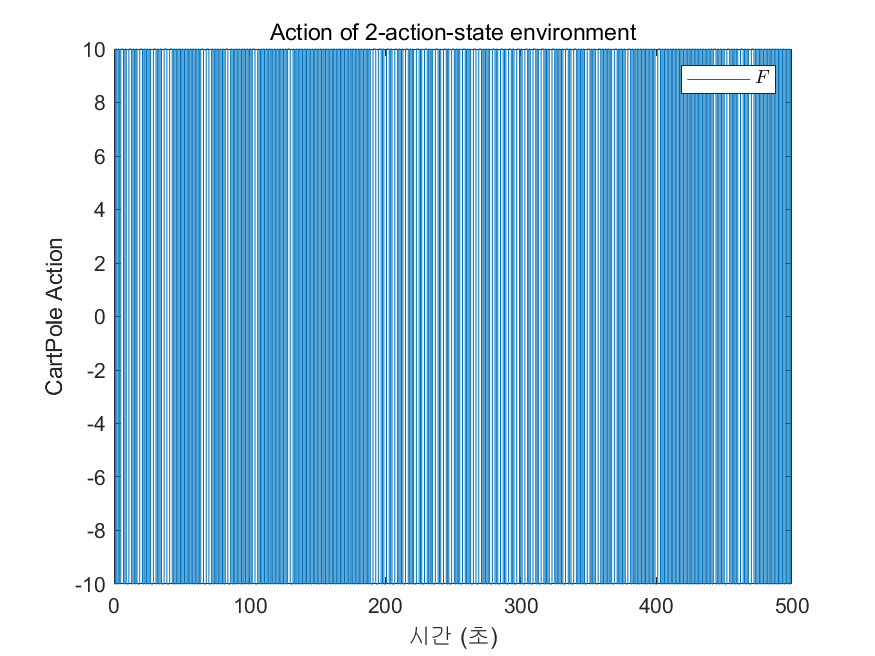 Action of 2-action-state environment
F
CartPole Action
10
8
6
4
2
0
-2
-4
-6
-8
-10
0 100 200 300 400 500
시간 (초)